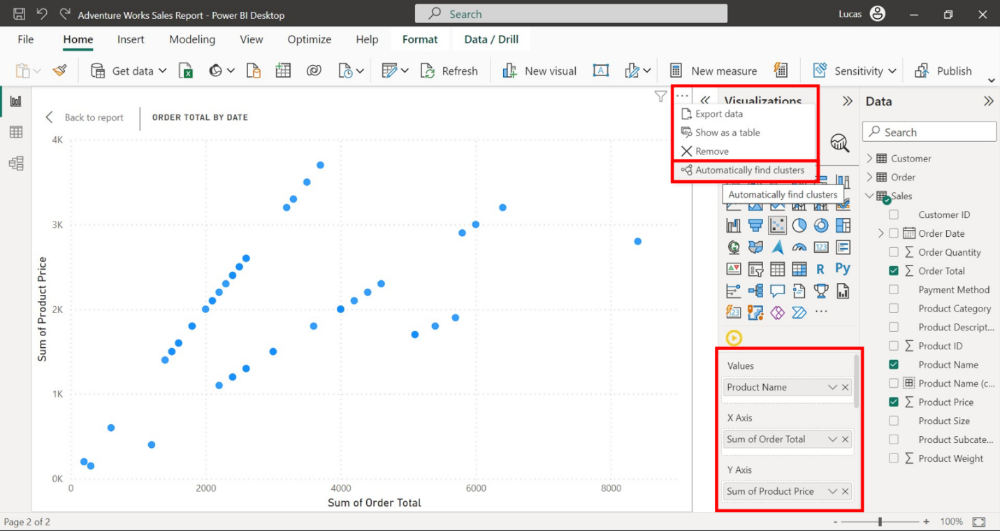 Adventure Works Sales Report - Power BI Desktop
Search
Lucas
File Home Insert Modeling View Optimize Help Format Data / Drill
Get data Refresh New visual New measure Sensitivity Publish
Back to report
ORDER TOTAL BY DATE
4K
3K
2K
1K
0K
Sum of Product Price
0 2000 4000 6000 8000
Sum of Order Total
Export data
Show as a table
Remove
Automatically find clusters
Automatically find clusters
Visualizations
123
R Py
123
Values
Product Name
X Axis
Sum of Order Total
Y Axis
Sum of Product Price
Data
Search
Customer
Order
Sales
Customer ID
Order Date
Order Quantity
Order Total
Payment Method
Product Category
Product Descript...
Product ID
Product Name
Product Name (c...
Product Price
Product Size
Product Subcate...
Product Weight
Page 2 of 2
- + 100%